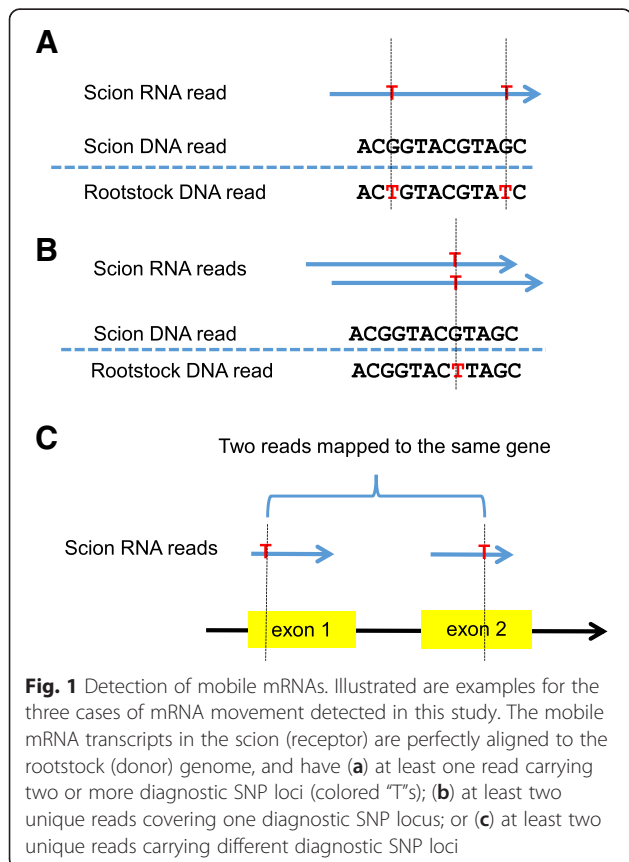 A
Scion RNA read
T T
Scion DNA read
ACGGTACGTAGC
Rootstock DNA read
ACTGTACGTATC
B
Scion RNA reads
T
T
Scion DNA read
ACGGTACGTAGC
Rootstock DNA read
ACGGTACTTAGC
C
Two reads mapped to the same gene
Scion RNA reads
T T
exon 1 exon 2
Fig. 1 Detection of mobile mRNAs. Illustrated are examples for the
three cases of mRNA movement detected in this study. The mobile
mRNA transcripts in the scion (receptor) are perfectly aligned to the
rootstock (donor) genome, and have (a) at least one read carrying
two or more diagnostic SNP loci (colored “T”s); (b) at least two
unique reads covering one diagnostic SNP locus; or (c) at least two
unique reads carrying different diagnostic SNP loci